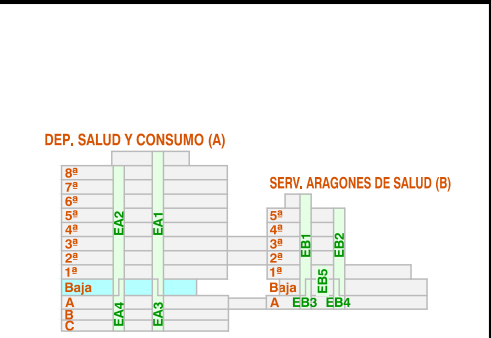 DEP. SALUD Y CONSUMO (A)
8ª
7ª
6ª
5ª
4ª
3ª
2ª
1ª
Baja
A
B
C
EA2
EA1
EA4
EA3
SERV. ARAGONES DE SALUD (B)
5ª
4ª
3ª
2ª
1ª
Baja
A
EB1
EB2
EB5
EB3
EB4